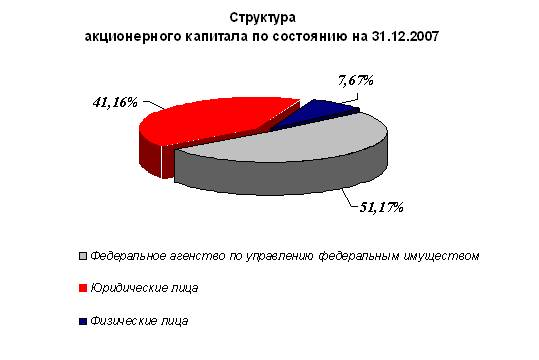 Структура
акционерного капитала по состоянию на 31.12.2007
7,67%
41,16%
51,17%
Федеральное агенство по управлению федеральным имуществом
Юридические лица
Физические лица